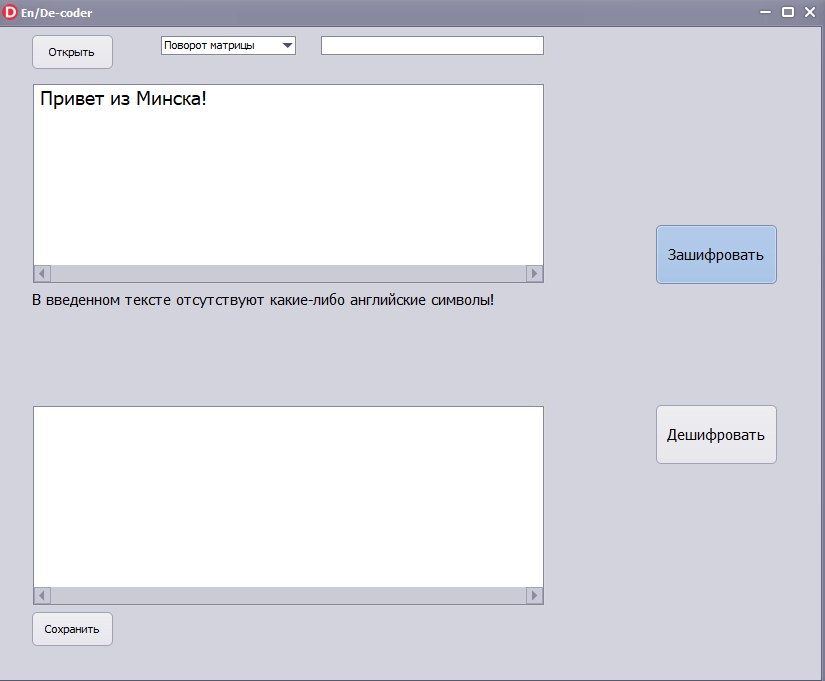 D En/De-coder
Открыть
Поворот матрицы
Привет из Минска!
Зашифровать
В введенном тексте отсутствуют какие-либо английские символы!
Дешифровать
Сохранить